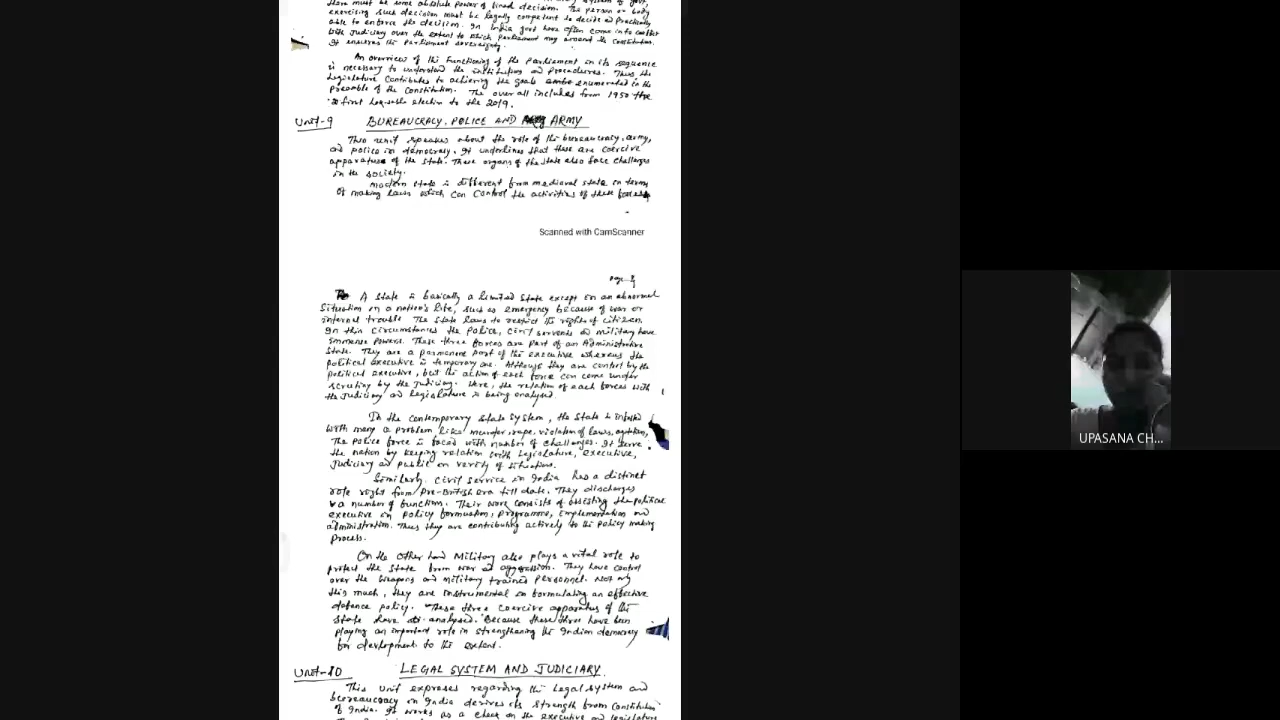 there must be some absolute power of final decision. The person or body
exercising such decision must be legally competent to decide and practically
able to enforce the decision. In India govt have often come into conflict
with Judiciary over the extent to which Parliament may amend the Constitution.
It ensures the Parliament sovereignty.
An overview of the functioning of the Parliament in its sequence
is necessary to understand the institutions and procedures. Thus the
legislature contributes to achieving the goals enumerated in the
preamble of the Constitution. The over all includes from 1950 the
first election to the 2019.
Unit-9 BUREAUCRACY, POLICE AND ARMY
This unit speaks about the role of the bureaucracy, army,
and police in democracy. It underlines that these are coercive
apparatus of the State. These organs of the state also face challenges
in the society.
modern state is different from medieval state in terms
of making laws which can control the activities of these forces
Scanned with CamScanner
page
A State is basically a limited state except in an abnormal
situation in a nation's life, such as emergency because of war or
internal trouble. The state laws to restrict the rights of citizen.
In this circumstances the police, civil servents and military have
immense powers. These three forces are part of an Administrative
State. They are a permanent part of the executive whereas the
political executive is temporary one. Although they are control by the
political executive, but the action of each force can come under
scrutiny by the Judiciary. Here, the relation of each forces with
the Judiciary and legislature is being analysed.
In the contemporary State System, the State is
with many a problem like murder, rape, violation of laws,
The police force is faced with number of challenges. It serve
the nation by keeping relation with Legislature, executive,
Judiciary and public on varity of situations.
Similarly. civil service in India has a distinct
role right from Pre-British era till date. They discharges
a number of function. Their work consists of assisting the political
executive in policy formuation, programme, implementation and
administration. Thus they are contributing actively to the policy making
process.
On the other hand Military also plays a vital role to
protect the State from war and aggression. They have control
over the weapons and military trained personnel. Not only
this much, they are instrumental in formulating an effective
defence policy. These three coercive apparatus of the
State have analysed. Because these three have been
playing an important role in strengthening the Indian democracy
for devlopment to the extent.
Unit-10 LEGAL SYSTEM AND JUDICIARY.
This unit expreses regarding the legal system and
bureaucracy in India derives its strength from Constitution
of India. It works as a check on the executive and legislature
UPASANA CH...